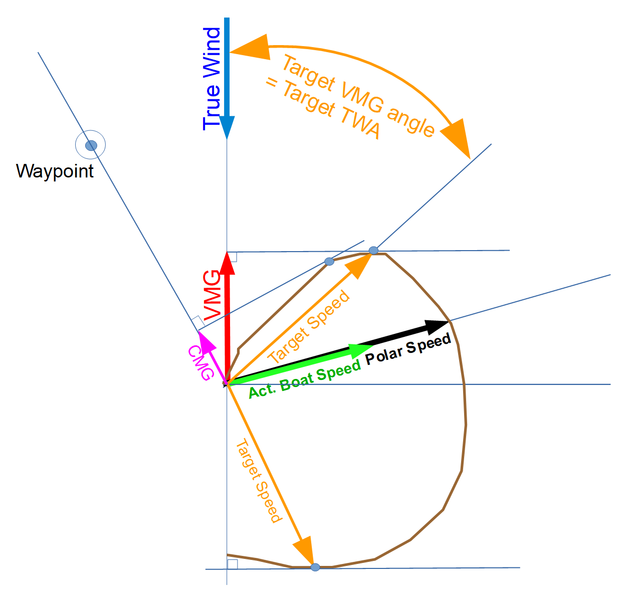 True Wind
Target VMG angle
= Target TWA
Waypoint
VMG
CMG
Target Speed
Polar Speed
Act. Boat Speed
Target Speed